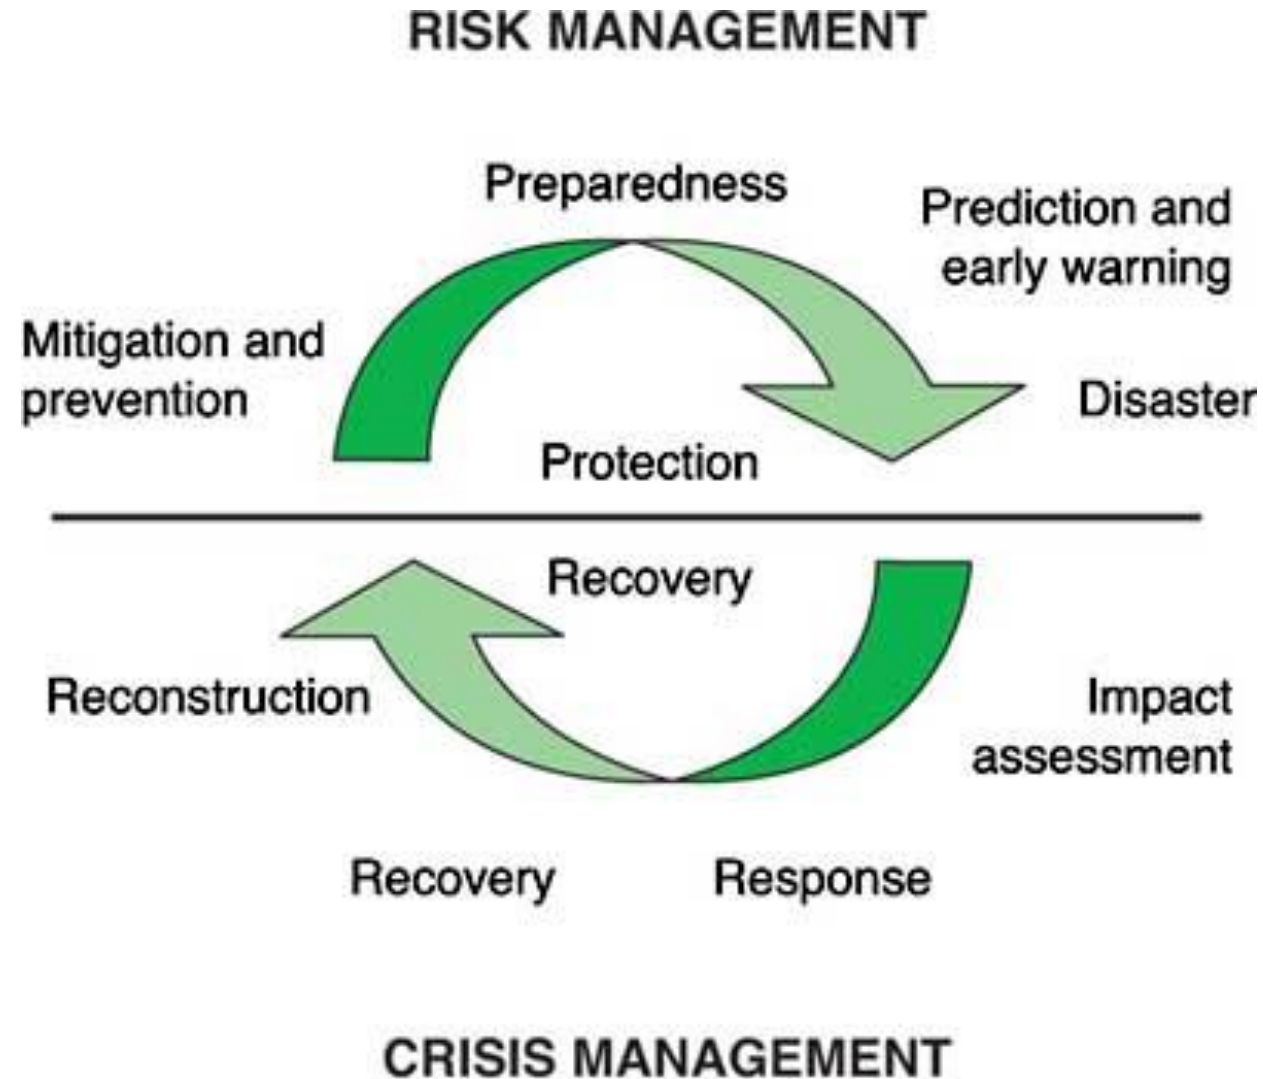 RISK MANAGEMENT
Preparedness
Prediction and
early warning
Mitigation and
prevention
Disaster
Protection
Recovery
Reconstruction
Impact
assessment
Recovery
Response
CRISIS MANAGEMENT